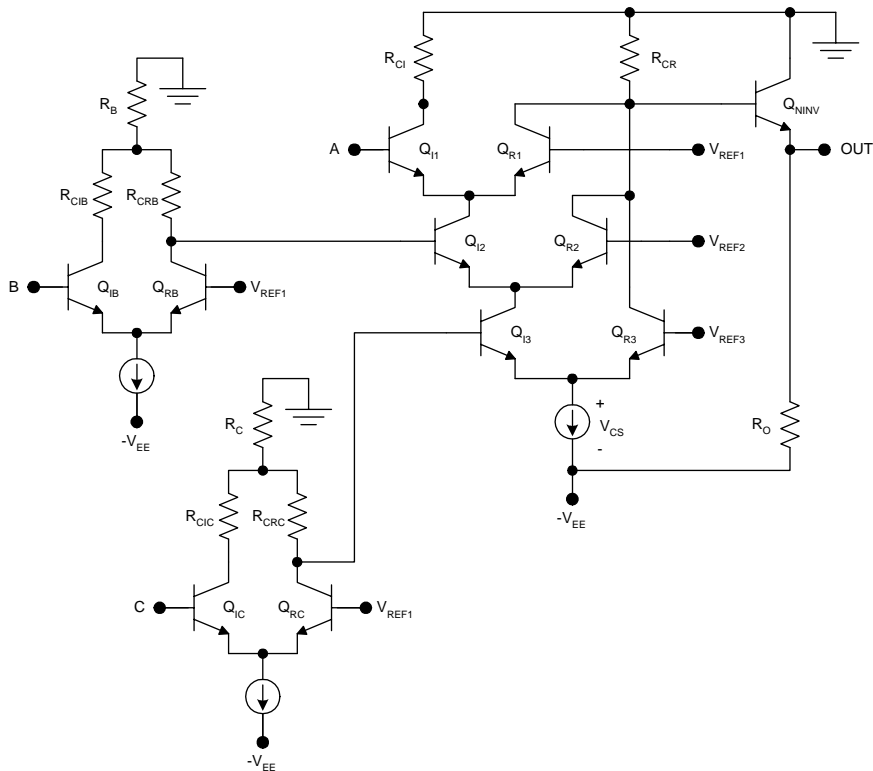 R_CI
R_CR
R_B
Q_NINV
A
Q_I1
Q_R1
V_REF1
OUT
R_CIB
R_CRB
Q_I2
Q_R2
V_REF2
B
Q_IB
Q_RB
V_REF1
Q_I3
Q_R3
V_REF3
+
V_CS
-
R_O
-V_EE
R_C
-V_EE
R_CIC
R_CRC
C
Q_IC
Q_RC
V_REF1
-V_EE